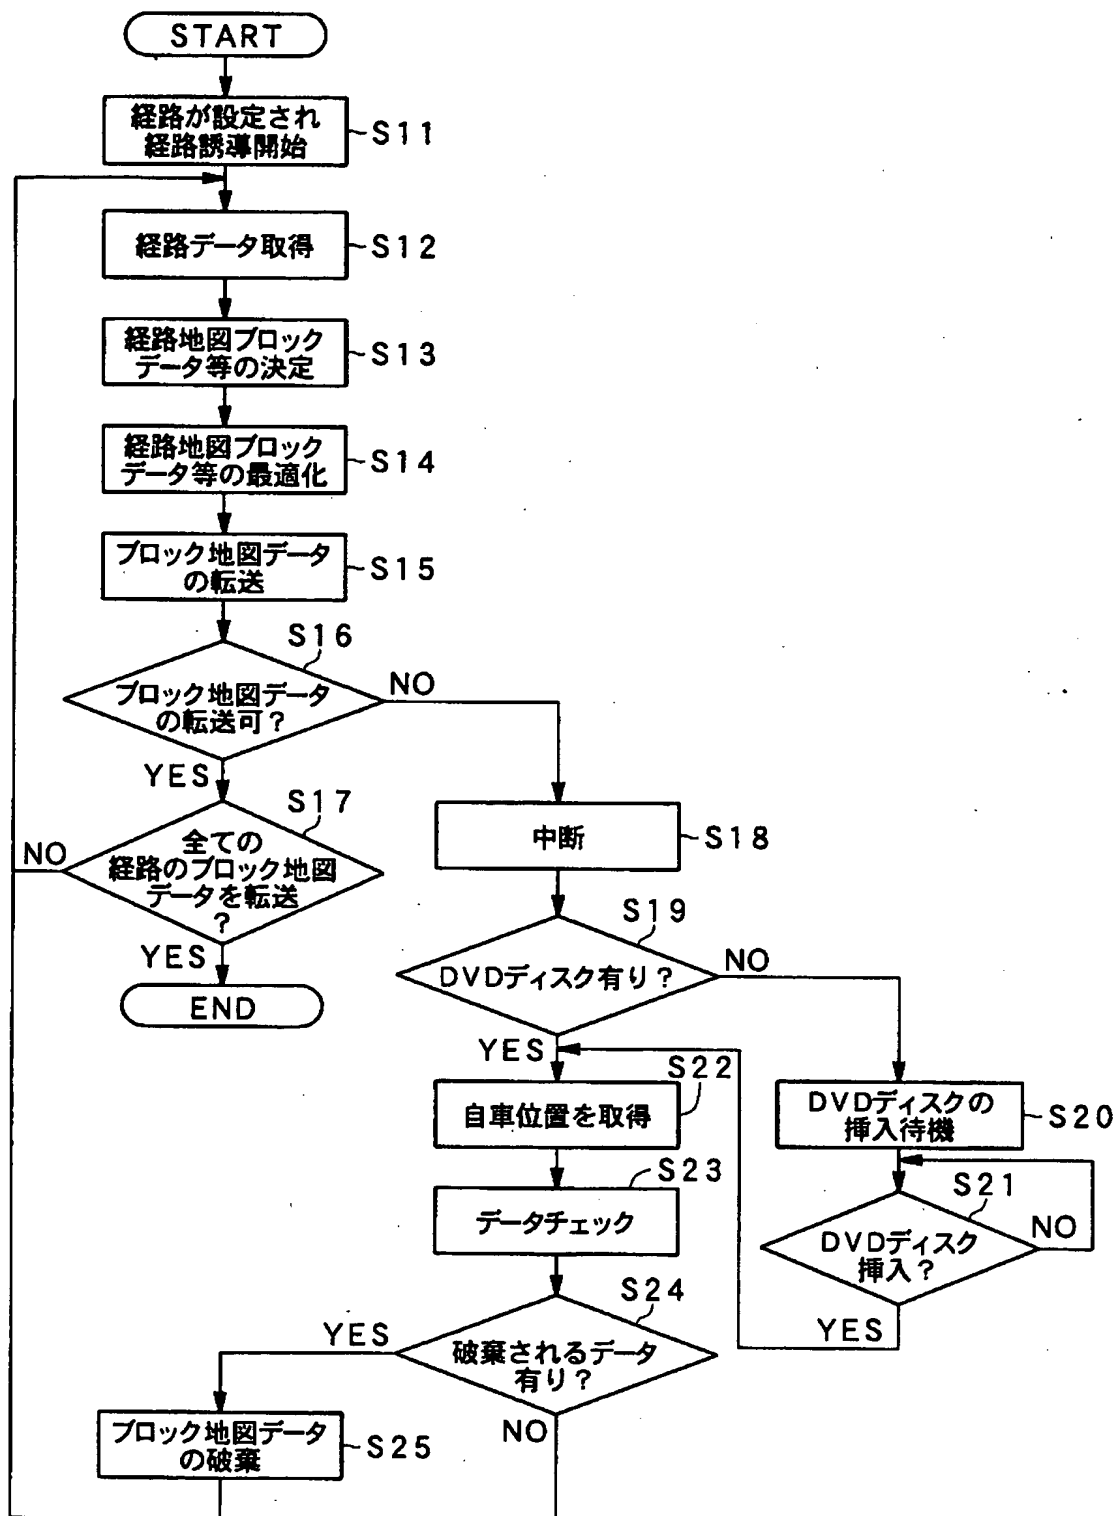 START
経路が設定され
経路誘導開始
S11
経路データ取得
S12
経路地図ブロック
データ等の決定
S13
経路地図ブロック
データ等の最適化
S14
ブロック地図データ
の転送
S15
S16
ブロック地図データ
の転送可?
NO
YES
S17
全ての
経路のブロック地図
データを転送
?
NO
YES
END
中断
S18
S19
DVDディスク有り?
NO
YES
DVDディスクの
挿入待機
S20
S21
DVDディスク
挿入?
NO
YES
S22
自車位置を取得
S23
データチェック
S24
破棄されるデータ
有り?
YES
NO
ブロック地図データ
の破棄
S25